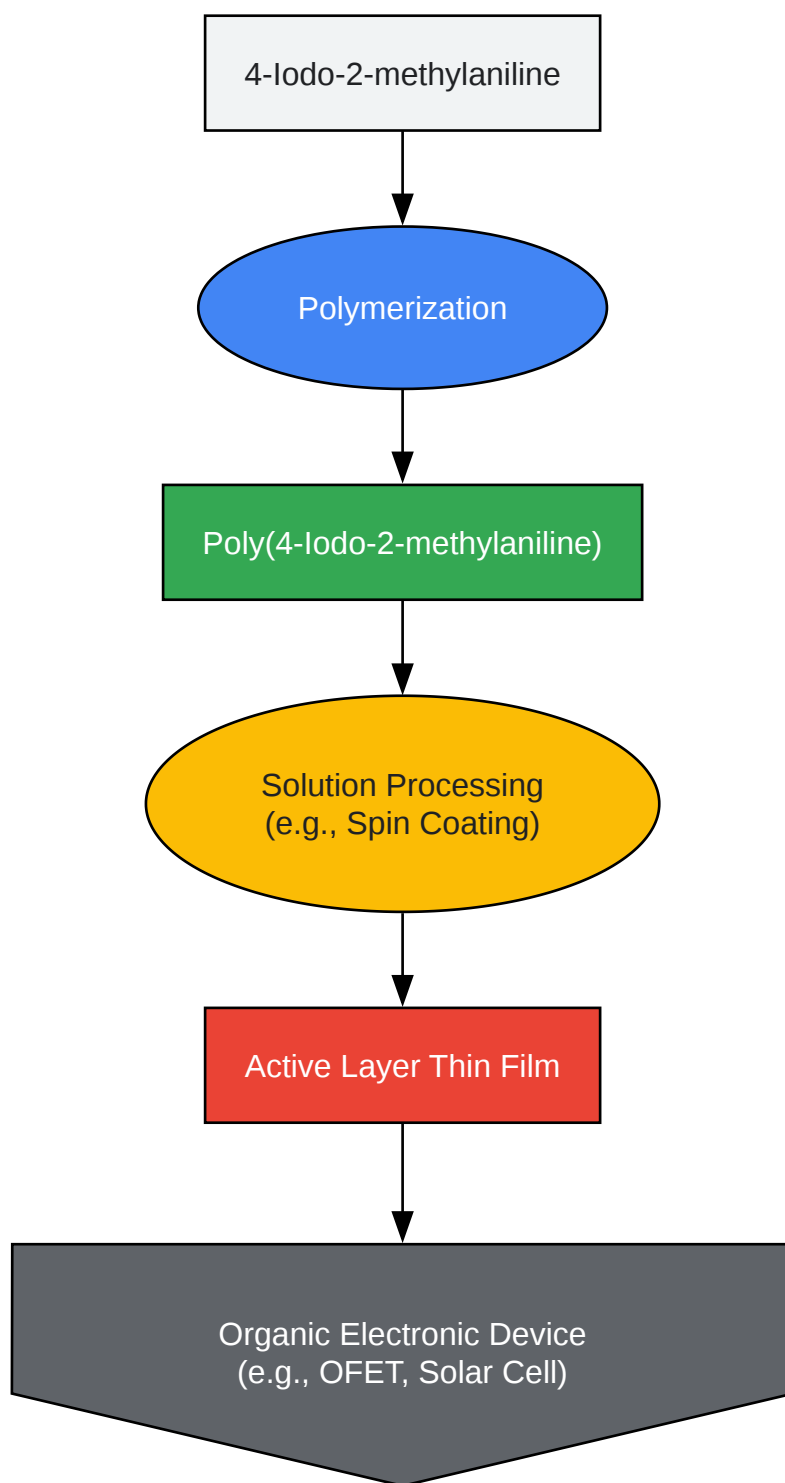 4-Iodo-2-methylaniline
Polymerization
Poly(4-Iodo-2-methylaniline)
Solution Processing
(e.g., Spin Coating)
Active Layer Thin Film
Organic Electronic Device
(e.g., OFET, Solar Cell)